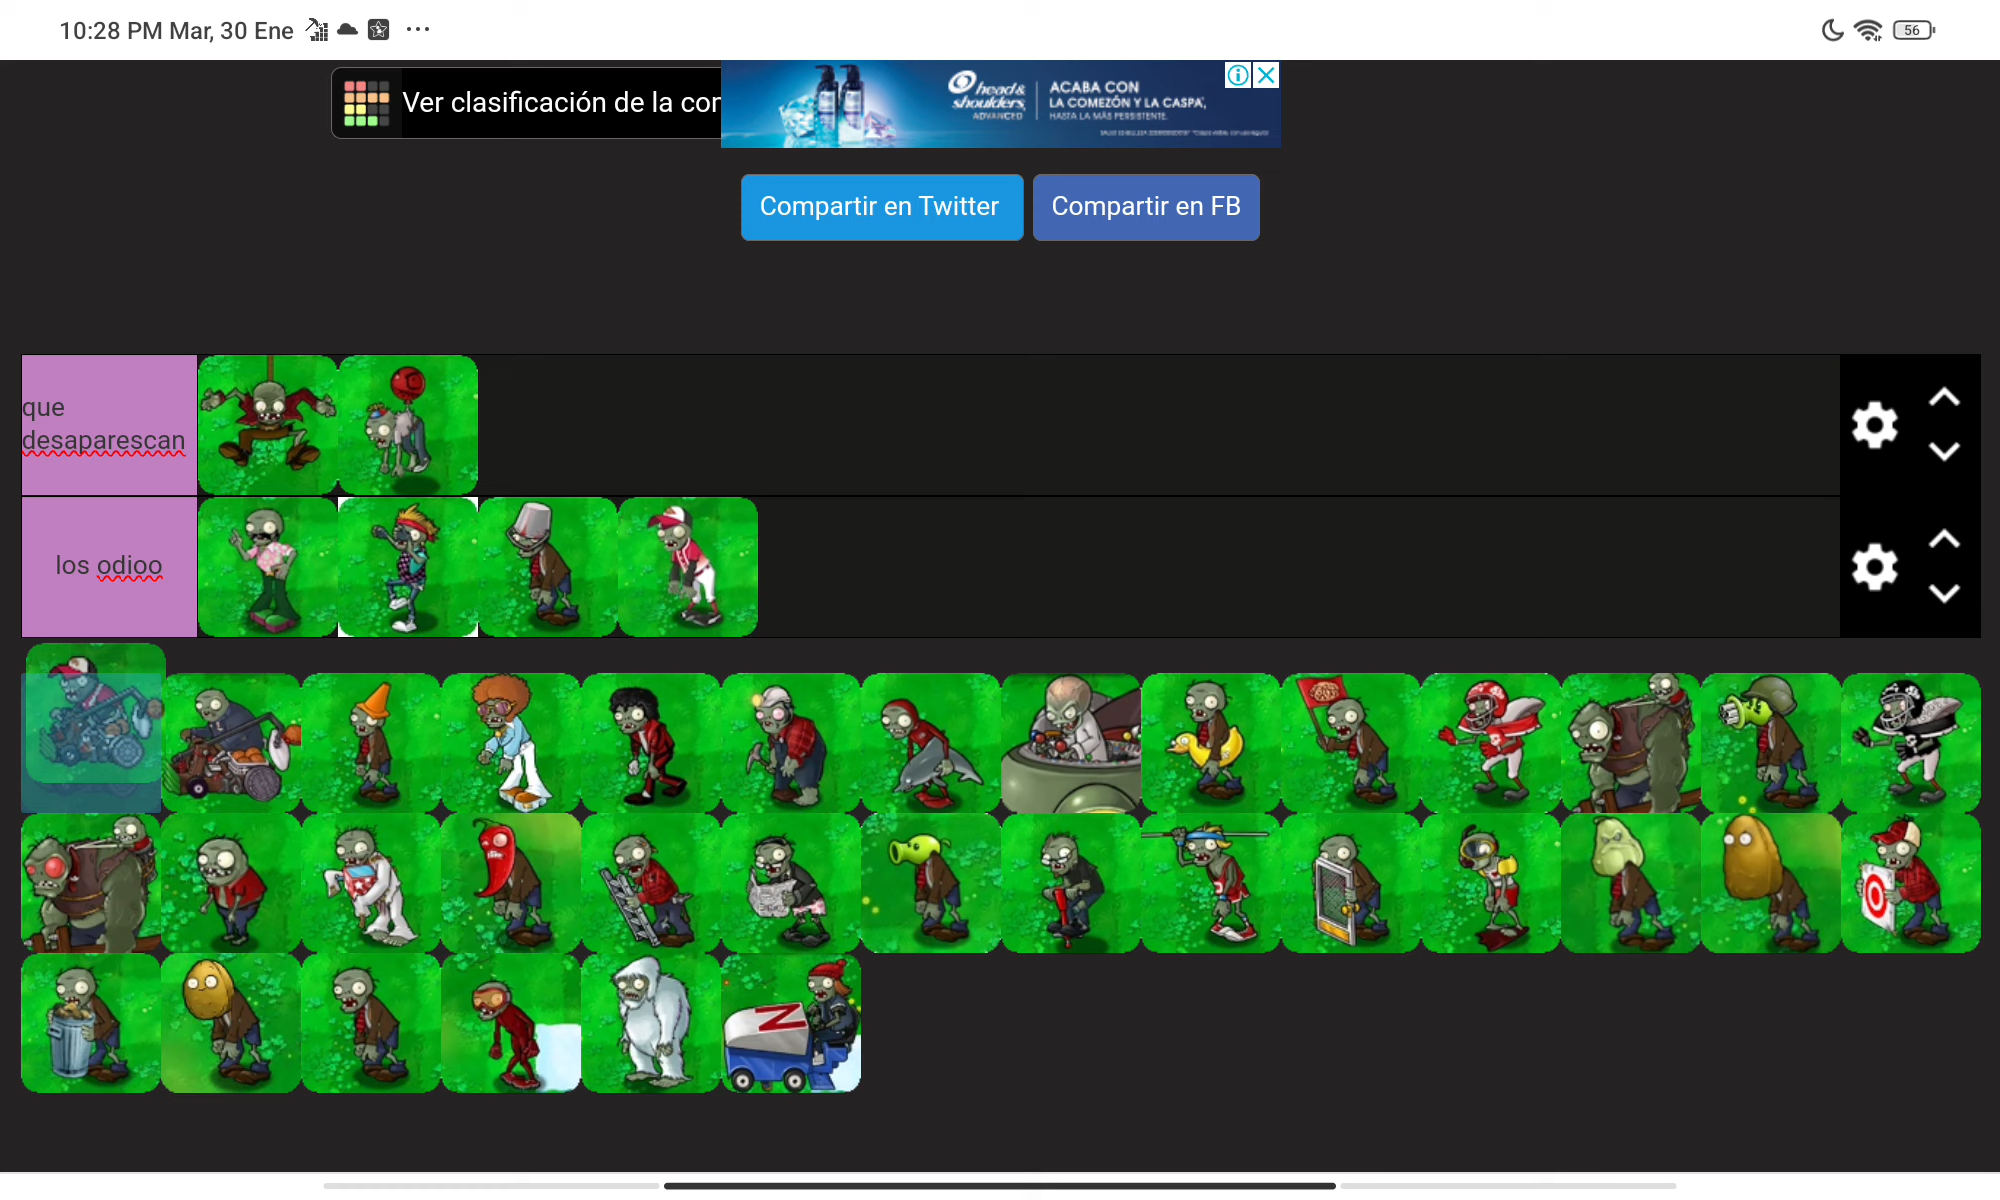 10:28 PM Mar, 30 Ene
56
Ver clasificación de la cor
head&
shoulders
ADVANCED
ACABA CON
LA COMEZÓN Y LA CASPA,
HASTA LA MÁS PERSISTENTE.
Compartir en Twitter
Compartir en FB
que
desaparescan
los odioo
N